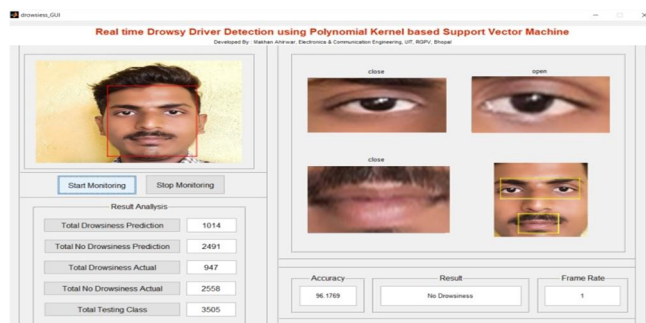 drowsiess_GUI
Real time Drowsy Driver Detection using Polynomial Kernel based Support Vector Machine
Developed By : Makhan Ahirwar, Electronics & Communication Engineering, UIT, RGPV, Bhopal
close
open
close
Start Monitoring
Stop Monitoring
Result Analtysis
Total Drowsiness Prediction
1014
Total No Drowsiness Prediction
2491
Total Drowsiness Actual
947
Total No Drowsiness Actual
2558
Total Testing Class
3505
Accuracy
96.1769
Result
No Drowsiness
Frame Rate
1